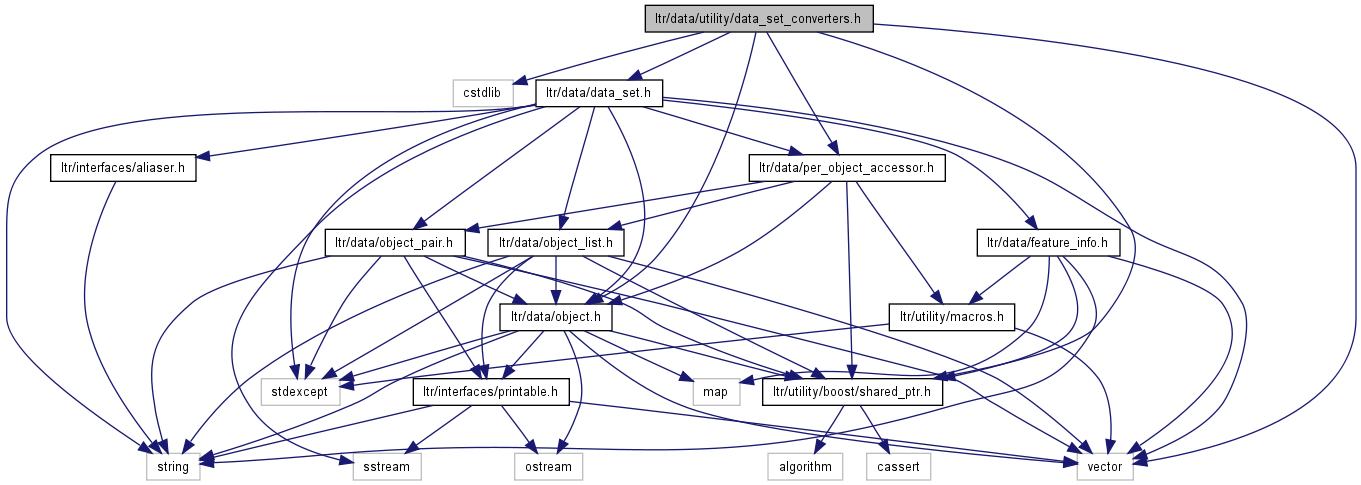 ltr/data/utility/data_set_converters.h
cstdlib
ltr/data/data_set.h
ltr/interfaces/aliaser.h
ltr/data/per_object_accessor.h
ltr/data/object_pair.h
ltr/data/object_list.h
ltr/data/feature_info.h
ltr/data/object.h
ltr/utility/macros.h
stdexcept
ltr/interfaces/printable.h
map
ltr/utility/boost/shared_ptr.h
string
sstream
ostream
algorithm
cassert
vector